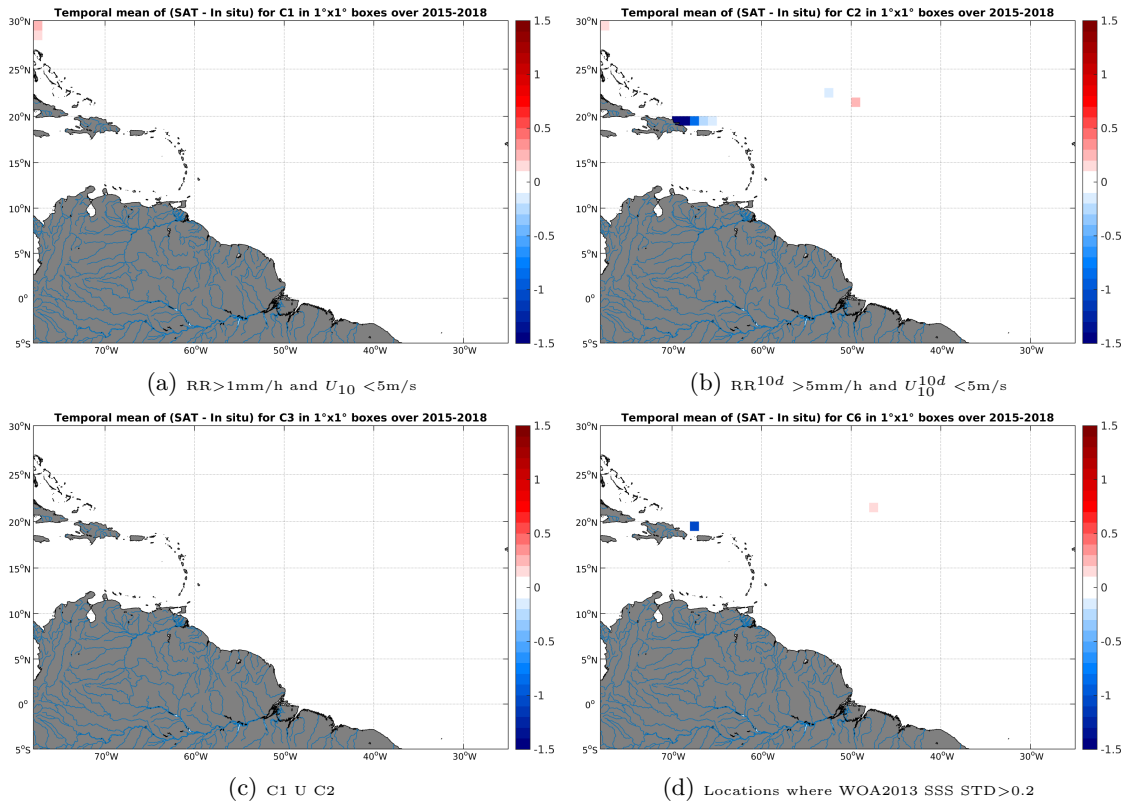 Temporal mean of (SAT - In situ) for C1 in 1°x1° boxes over 2015-2018
30°N
25°N
20°N
15°N
10°N
5°N
0°
5°S
70°W 60°W 50°W 40°W 30°W
1.5
1
0.5
0
-0.5
-1
-1.5
(a) RR>1mm/h and U10 <5m/s
Temporal mean of (SAT - In situ) for C2 in 1°x1° boxes over 2015-2018
30°N
25°N
20°N
15°N
10°N
5°N
0°
5°S
70°W 60°W 50°W 40°W 30°W
1.5
1
0.5
0
-0.5
-1
-1.5
(b) RR^10d >5mm/h and U10^10d <5m/s
Temporal mean of (SAT - In situ) for C3 in 1°x1° boxes over 2015-2018
30°N
25°N
20°N
15°N
10°N
5°N
0°
5°S
70°W 60°W 50°W 40°W 30°W
1.5
1
0.5
0
-0.5
-1
-1.5
(c) C1 U C2
Temporal mean of (SAT - In situ) for C6 in 1°x1° boxes over 2015-2018
30°N
25°N
20°N
15°N
10°N
5°N
0°
5°S
70°W 60°W 50°W 40°W 30°W
1.5
1
0.5
0
-0.5
-1
-1.5
(d) Locations where WOA2013 SSS STD>0.2